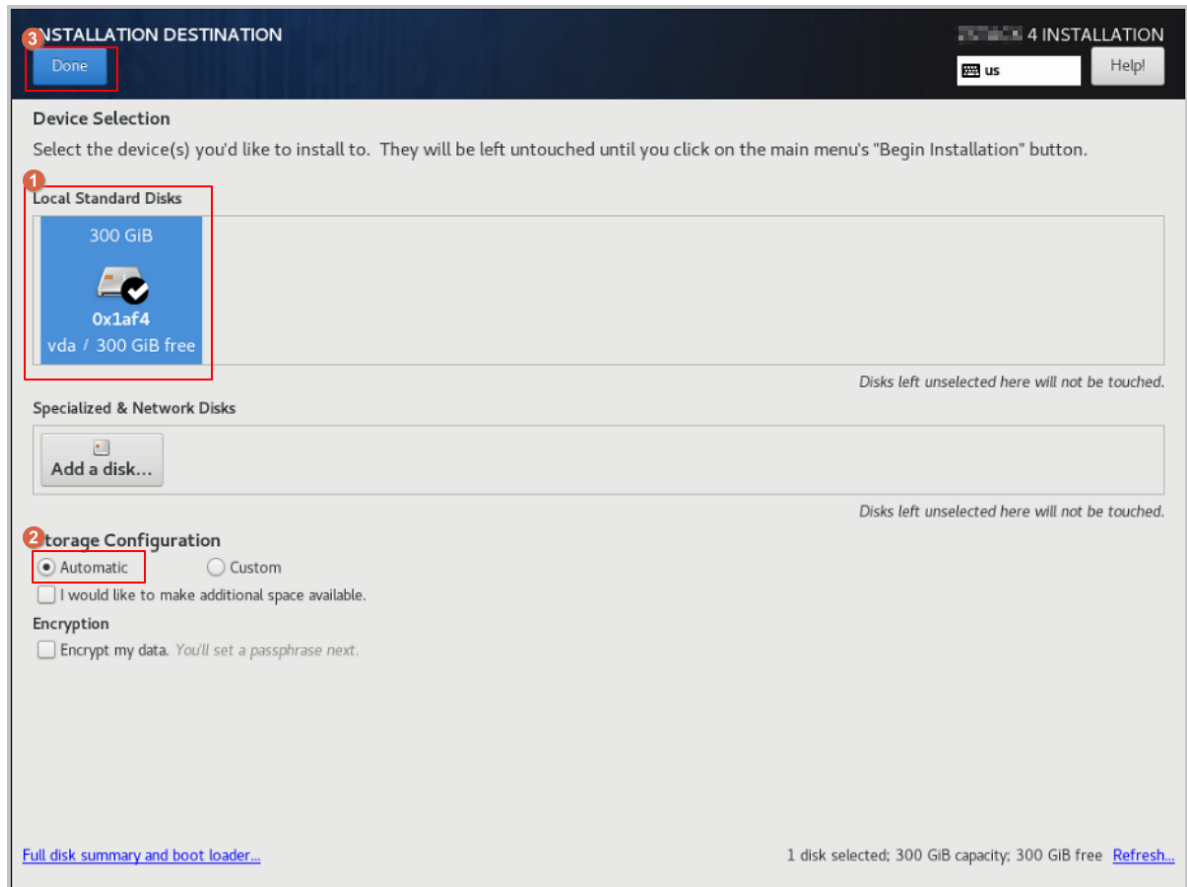 INSTALLATION DESTINATION
4 INSTALLATION
3
Done
us
Help!
Device Selection
Select the device(s) you'd like to install to. They will be left untouched until you click on the main menu's "Begin Installation" button.
1
Local Standard Disks
300 GiB
0x1af4
vda / 300 GiB free
Disks left unselected here will not be touched.
Specialized & Network Disks
Add a disk...
Disks left unselected here will not be touched.
2
Storage Configuration
Automatic
Custom
I would like to make additional space available.
Encryption
Encrypt my data. You'll set a passphrase next.
Full disk summary and boot loader...
1 disk selected; 300 GiB capacity; 300 GiB free Refresh...